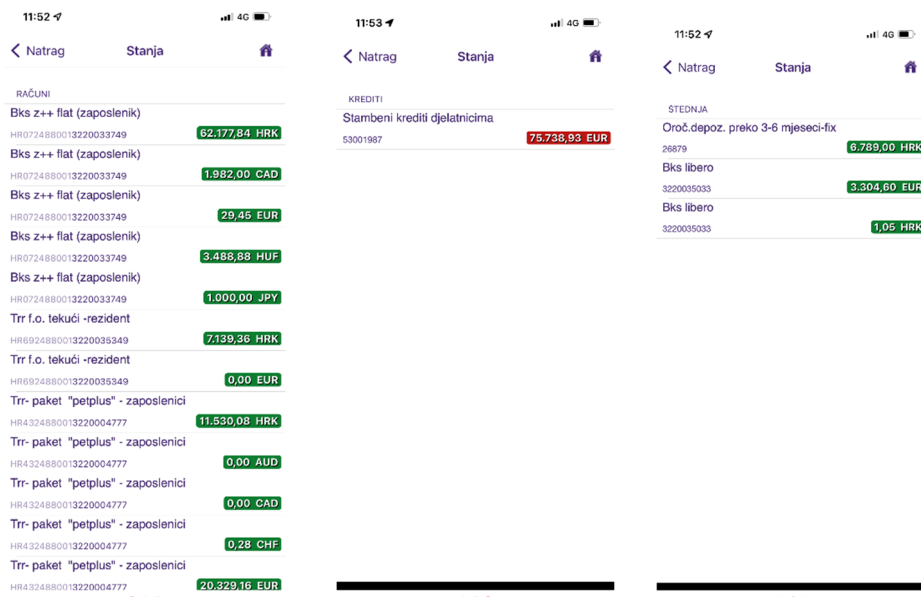 11:52
4G
Natrag
Stanja
RAČUNI
Bks z++ flat (zaposlenik)
HR0724880013220033749
62.177,84 HRK
Bks z++ flat (zaposlenik)
HR0724880013220033749
1.982,00 CAD
Bks z++ flat (zaposlenik)
HR0724880013220033749
29,45 EUR
Bks z++ flat (zaposlenik)
HR0724880013220033749
3.488,88 HUF
Bks z++ flat (zaposlenik)
HR0724880013220033749
1.000,00 JPY
Trr f.o. tekući -rezident
HR6924880013220035349
7.139,36 HRK
Trr f.o. tekući -rezident
HR6924880013220035349
0,00 EUR
Trr- paket "petplus" - zaposlenici
HR4324880013220004777
11.530,08 HRK
Trr- paket "petplus" - zaposlenici
HR4324880013220004777
0,00 AUD
Trr- paket "petplus" - zaposlenici
HR4324880013220004777
0,00 CAD
Trr- paket "petplus" - zaposlenici
HR4324880013220004777
0,28 CHF
Trr- paket "petplus" - zaposlenici
HR4324880013220004777
20.329,16 EUR
11:53
4G
Natrag
Stanja
KREDITI
Stambeni krediti djelatnicima
53001987
75.738,93 EUR
11:52
4G
Natrag
Stanja
ŠTEDNJA
Oroč.depoz. preko 3-6 mjeseci-fix
26879
6.789,00 HRK
Bks libero
3220035033
3.304,60 EUR
Bks libero
3220035033
1,05 HRK